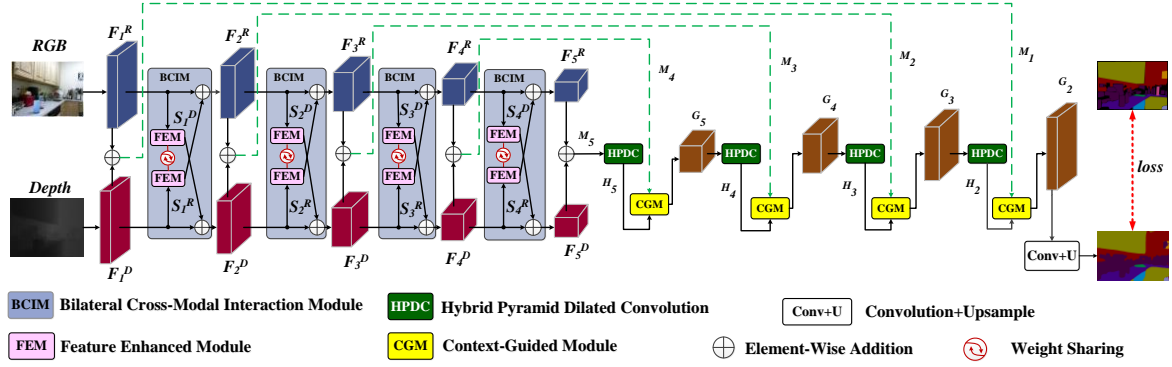 RGB
F₁ᴿ
F₂ᴿ
F₃ᴿ
F₄ᴿ
F₅ᴿ
BCIM
BCIM
BCIM
BCIM
S₁ᴰ
S₂ᴰ
S₃ᴰ
S₄ᴰ
FEM
FEM
FEM
FEM
FEM
FEM
FEM
FEM
S₁ᴿ
S₂ᴿ
S₃ᴿ
S₄ᴿ
Depth
F₁ᴰ
F₂ᴰ
F₃ᴰ
F₄ᴰ
F₅ᴰ
M₅
M₄
M₃
M₂
M₁
HPDC
HPDC
HPDC
HPDC
H₅
H₄
H₃
H₂
CGM
CGM
CGM
CGM
G₅
G₄
G₃
G₂
Conv+U
loss
BCIM Bilateral Cross-Modal Interaction Module
HPDC Hybrid Pyramid Dilated Convolution
Conv+U Convolution+Upsample
FEM Feature Enhanced Module
CGM Context-Guided Module
Element-Wise Addition
Weight Sharing